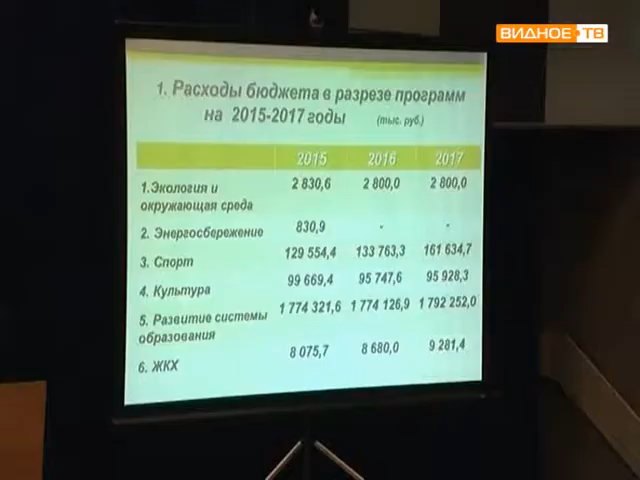 ВИДНОЕ ТВ
1. Расходы бюджета в разрезе программ
на 2015-2017 годы (тыс. руб.)
2015 2016 2017
1.Экология и окружающая среда 2 830,6 2 800,0 2 800,0
2. Энергосбережение 830,9 - -
3. Спорт 129 554,4 133 763,3 161 634,7
4. Культура 99 669,4 95 747,6 95 928,3
5. Развитие системы образования 1 774 321,6 1 774 126,9 1 792 252,0
6. ЖКХ 8 075,7 8 680,0 9 281,4